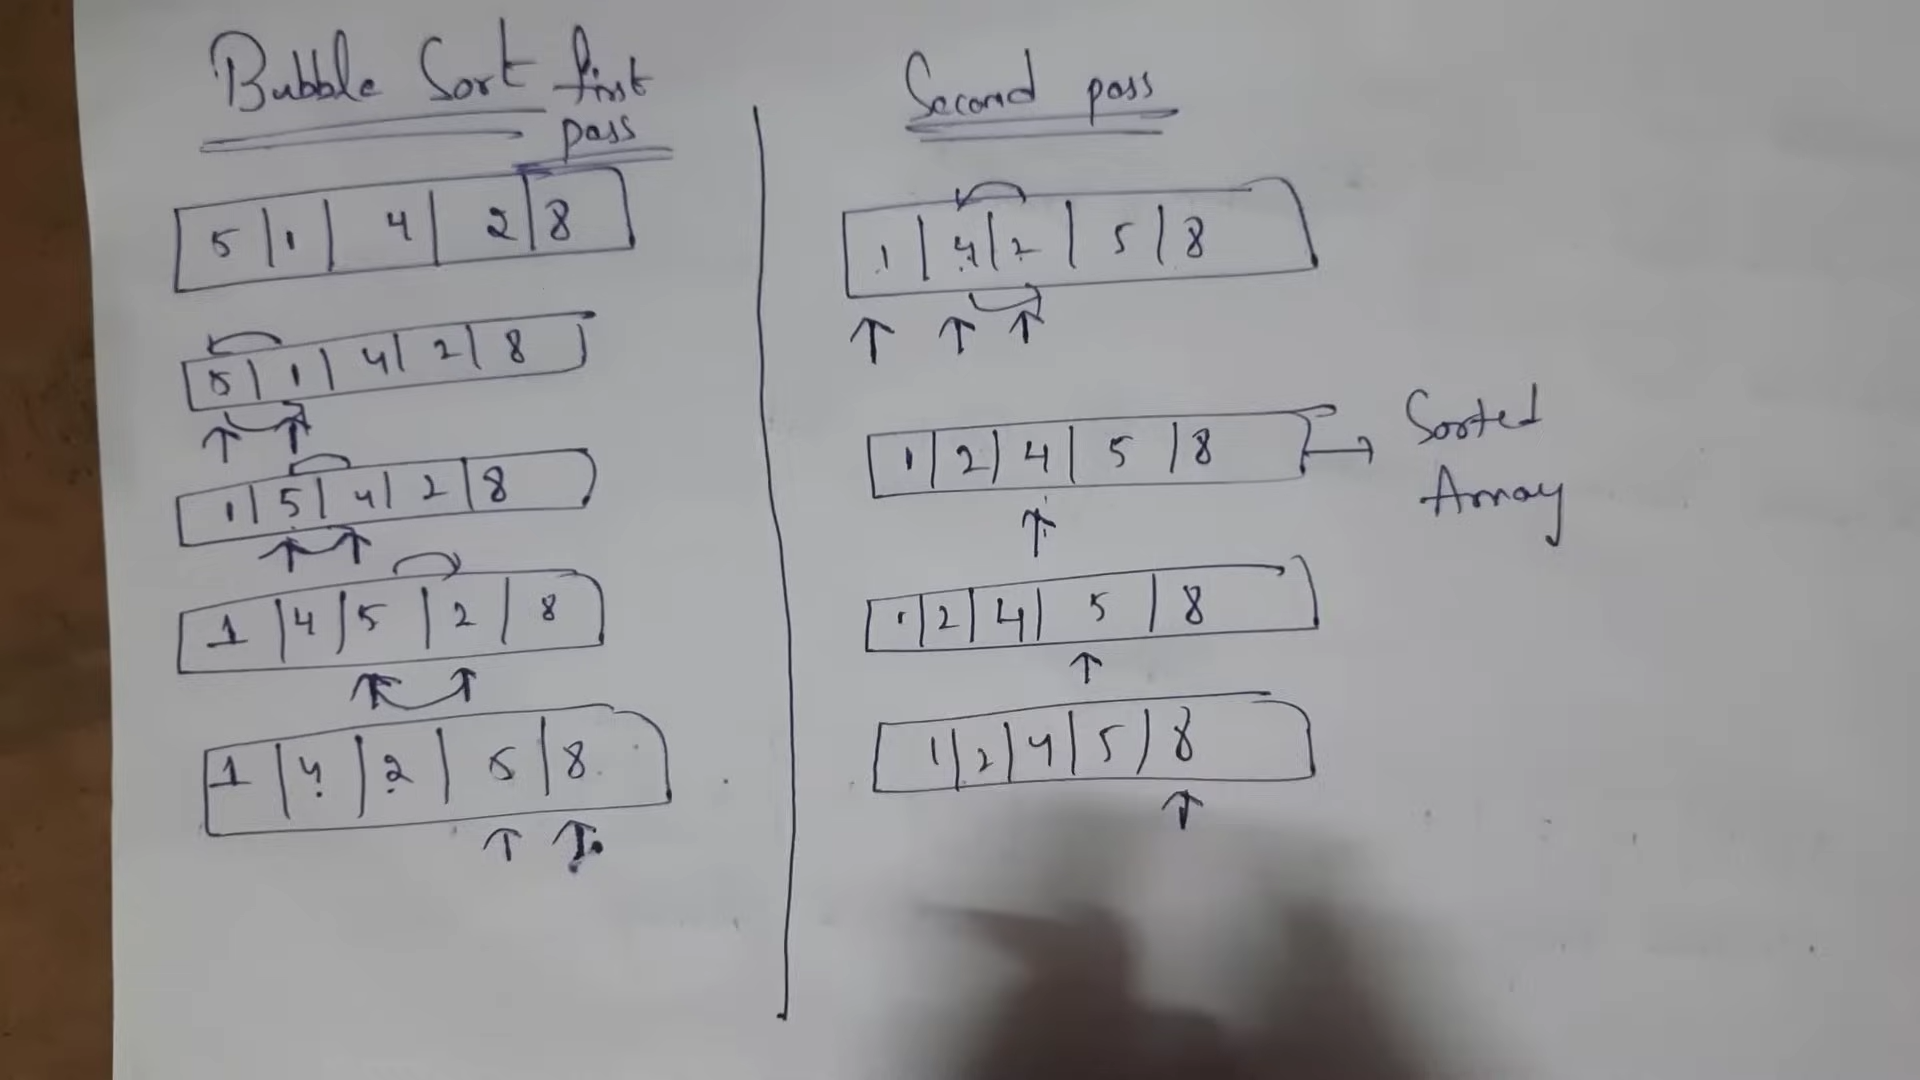 Bubble Sort first
pass
5 | 1 | 4 | 2 | 8
5 | 1 | 4 | 2 | 8
1 | 5 | 4 | 2 | 8
1 | 4 | 5 | 2 | 8
1 | 4 | 2 | 5 | 8
Second pass
1 | 4 | 2 | 5 | 8
1 | 2 | 4 | 5 | 8
Sorted
Array
1 | 2 | 4 | 5 | 8
1 | 2 | 4 | 5 | 8